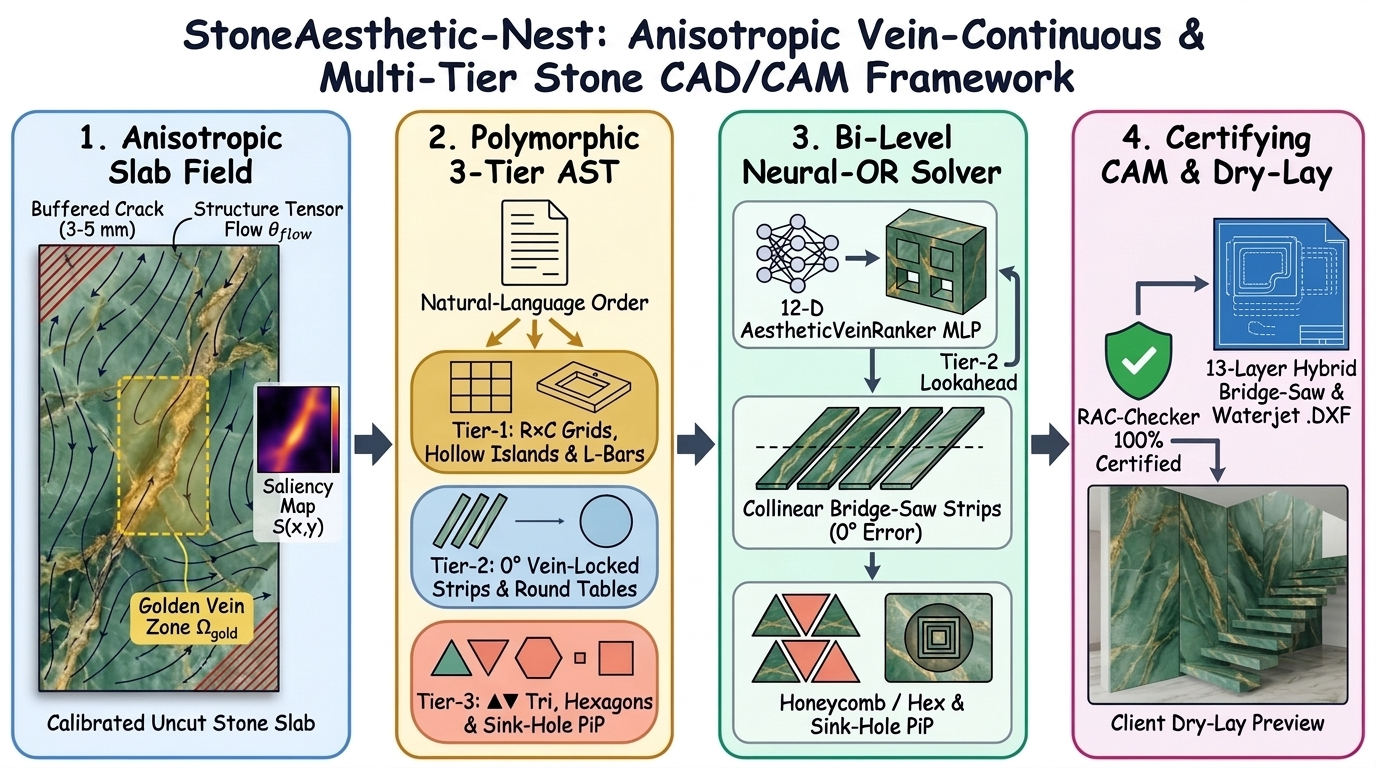 StoneAesthetic-Nest: Anisotropic Vein-Continuous &
Multi-Tier Stone CAD/CAM Framework
1. Anisotropic
Slab Field
Buffered Crack
(3-5 mm)
Structure Tensor
Flow θflow
Saliency
Map
S(x,y)
Golden Vein
Zone Ωgold
Calibrated Uncut Stone Slab
2. Polymorphic
3-Tier AST
Natural-Language Order
Tier-1: R×C Grids,
Hollow Islands & L-Bars
Tier-2: 0° Vein-Locked
Strips & Round Tables
Tier-3: ▲▼ Tri, Hexagons
& Sink-Hole PiP
3. Bi-Level
Neural-OR Solver
12-D
AestheticVeinRanker MLP
Tier-2
Lookahead
Collinear Bridge-Saw Strips
(0° Error)
Honeycomb / Hex &
Sink-Hole PiP
4. Certifying
CAM & Dry-Lay
RAC-Checker
100%
Certified
13-Layer Hybrid
Bridge-Saw &
Waterjet .DXF
Client Dry-Lay Preview